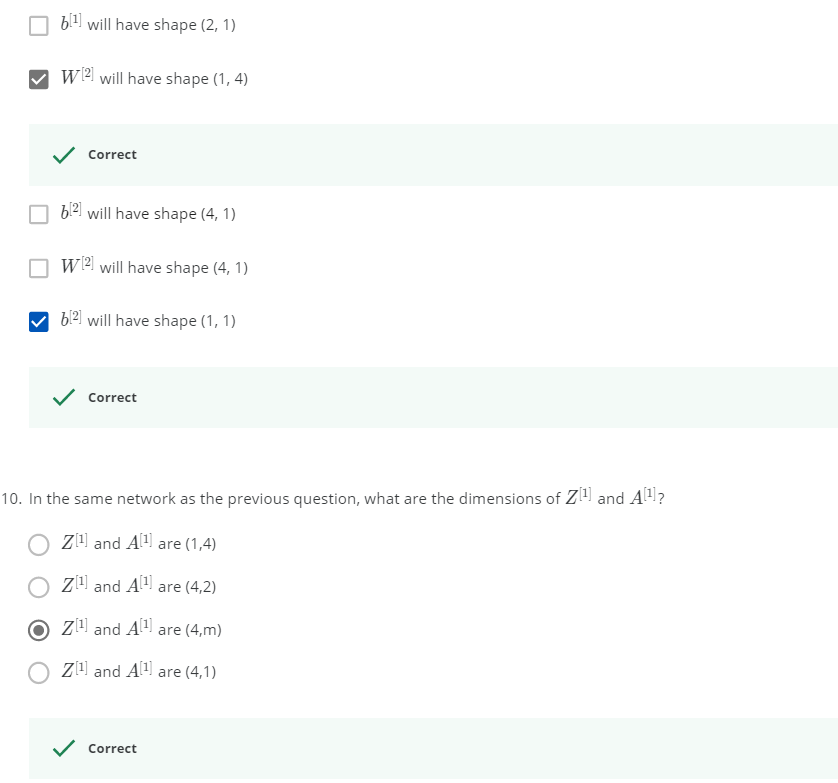 b[1] will have shape (2, 1)
W[2] will have shape (1, 4)
Correct
b[2] will have shape (4, 1)
W[2] will have shape (4, 1)
b[2] will have shape (1, 1)
Correct
10. In the same network as the previous question, what are the dimensions of Z[1] and A[1]?
Z[1] and A[1] are (1,4)
Z[1] and A[1] are (4,2)
Z[1] and A[1] are (4,m)
Z[1] and A[1] are (4,1)
Correct